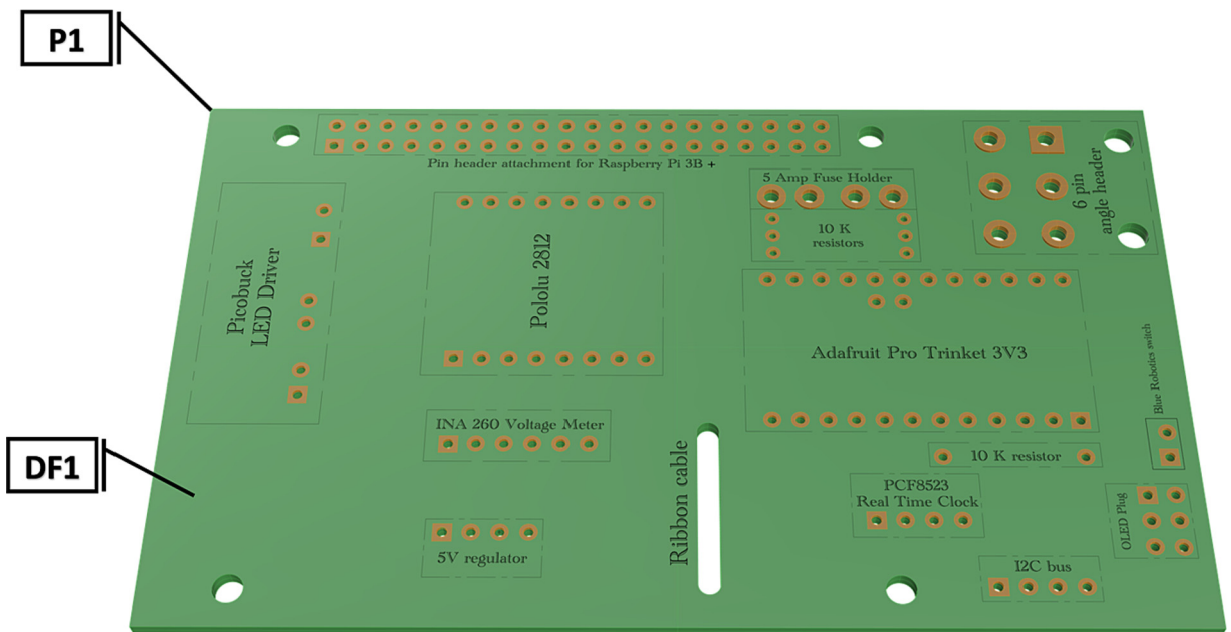 P1
Pin header attachment for Raspberry Pi 3B +
5 Amp Fuse Holder
10 K
resistors
6 pin
angle header
Picobuck
LED Driver
Pololu 2812
Adafruit Pro Trinket 3V3
Blue Robotics switch
INA 260 Voltage Meter
DF1
Ribbon cable
10 K resistor
PCF8523
Real Time Clock
OLED Plug
5V regulator
I2C bus